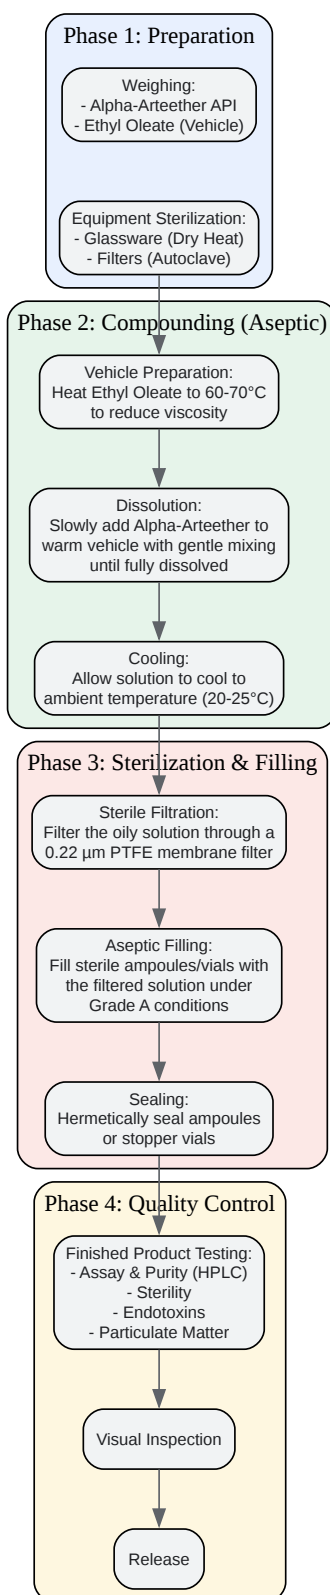 Phase 1: Preparation
Weighing:
- Alpha-Arteether API
- Ethyl Oleate (Vehicle)
Equipment Sterilization:
- Glassware (Dry Heat)
- Filters (Autoclave)
Phase 2: Compounding (Aseptic)
Vehicle Preparation:
Heat Ethyl Oleate to 60-70°C
to reduce viscosity
Dissolution:
Slowly add Alpha-Arteether to
warm vehicle with gentle mixing
until fully dissolved
Cooling:
Allow solution to cool to
ambient temperature (20-25°C)
Phase 3: Sterilization & Filling
Sterile Filtration:
Filter the oily solution through a
0.22 µm PTFE membrane filter
Aseptic Filling:
Fill sterile ampoules/vials with
the filtered solution under
Grade A conditions
Sealing:
Hermetically seal ampoules
or stopper vials
Phase 4: Quality Control
Finished Product Testing:
- Assay & Purity (HPLC)
- Sterility
- Endotoxins
- Particulate Matter
Visual Inspection
Release